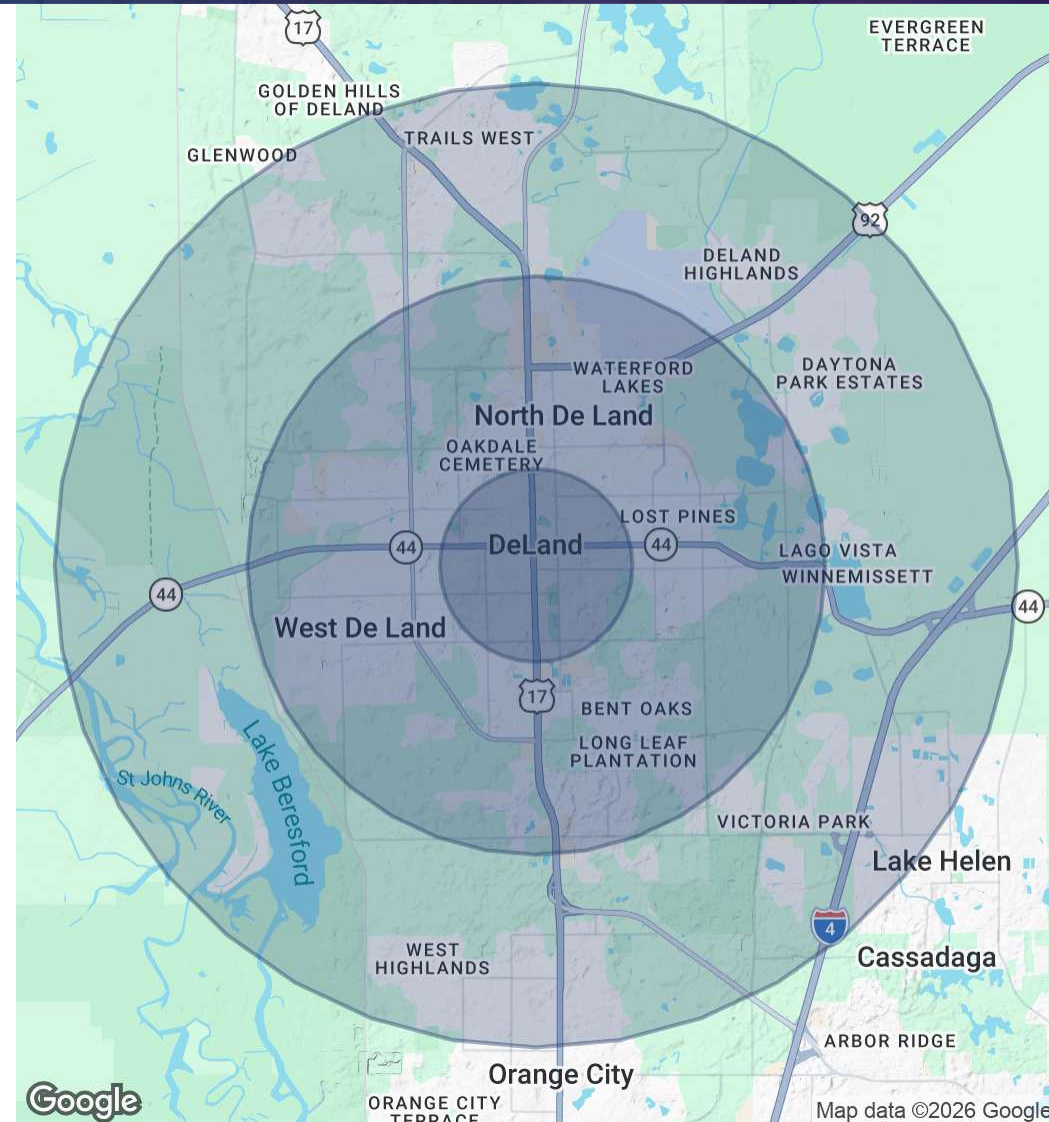 17
EVERGREEN
TERRACE
GOLDEN HILLS
OF DELAND
TRAILS WEST
GLENWOOD
92
DELAND
HIGHLANDS
WATERFORD
LAKES
DAYTONA
PARK ESTATES
North De Land
OAKDALE
CEMETERY
LOST PINES
44
DeLand
44
LAGO VISTA
WINNEMISSETT
44
44
West De Land
17
BENT OAKS
LONG LEAF
PLANTATION
Lake Beresford
St Johns River
VICTORIA PARK
Lake Helen
4
WEST
HIGHLANDS
Cassadaga
ARBOR RIDGE
Orange City
ORANGE CITY
TERRACE
Google
Map data ©2026 Google